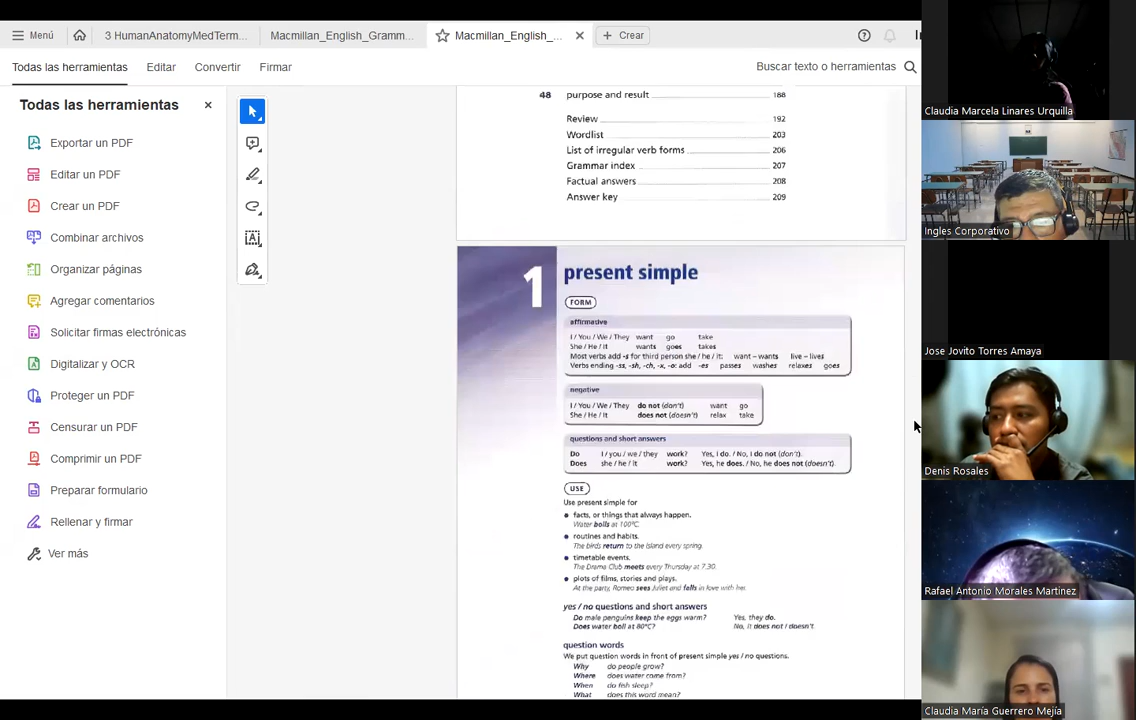 Menú
3 HumanAnatomyMedTerm...
Macmillan_English_Gramm...
Macmillan_English_...
Crear
Todas las herramientas
Editar
Convertir
Firmar
Buscar texto o herramientas
Todas las herramientas
Exportar un PDF
Editar un PDF
Crear un PDF
Combinar archivos
Organizar páginas
Agregar comentarios
Solicitar firmas electrónicas
Digitalizar y OCR
Proteger un PDF
Censurar un PDF
Comprimir un PDF
Preparar formulario
Rellenar y firmar
Ver más
48 purpose and result 188
Review 192
Wordlist 203
List of irregular verb forms 206
Grammar index 207
Factual answers 208
Answer key 209
1 present simple
FORM
affirmative
I / You / We / They want go take
She / He / It wants goes takes
Most verbs add -s for third person she / he / it: want – wants live – lives
Verbs ending -ss, -sh, -ch, -x, -o: add -es passes washes relaxes goes
negative
I / You / We / They do not (don't) want go
She / He / It does not (doesn't) relax take
questions and short answers
Do I / you / we / they work? Yes, I do. / No, I do not (don't).
Does she / he / it work? Yes, he does. / No, he does not (doesn't).
USE
Use present simple for
• facts, or things that always happen.
Water boils at 100°C.
• routines and habits.
The birds return to the island every spring.
• timetable events.
The Drama Club meets every Thursday at 7.30.
• plots of films, stories and plays.
At the party, Romeo sees Juliet and falls in love with her.
yes / no questions and short answers
Do male penguins keep the eggs warm? Yes, they do.
Does water boil at 80°C? No, it does not / doesn't.
question words
We put question words in front of present simple yes / no questions.
Why do people grow?
Where does water come from?
When do fish sleep?
What does this word mean?
Claudia Marcela Linares Urquilla
Ingles Corporativo
Jose Jovito Torres Amaya
Denis Rosales
Rafael Antonio Morales Martinez
Claudia María Guerrero Mejía